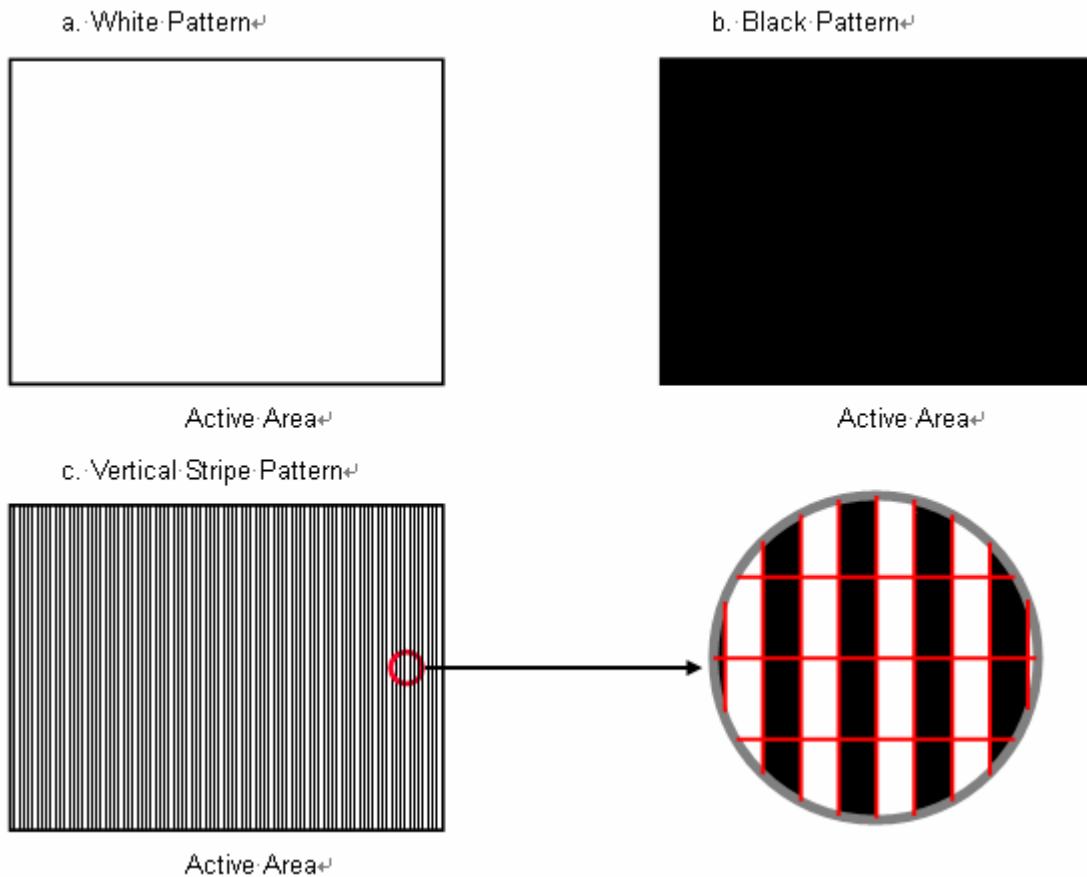 a. White Pattern↵
b. Black Pattern↵
Active Area↵
Active Area↵
c. Vertical Stripe Pattern↵
Active Area↵